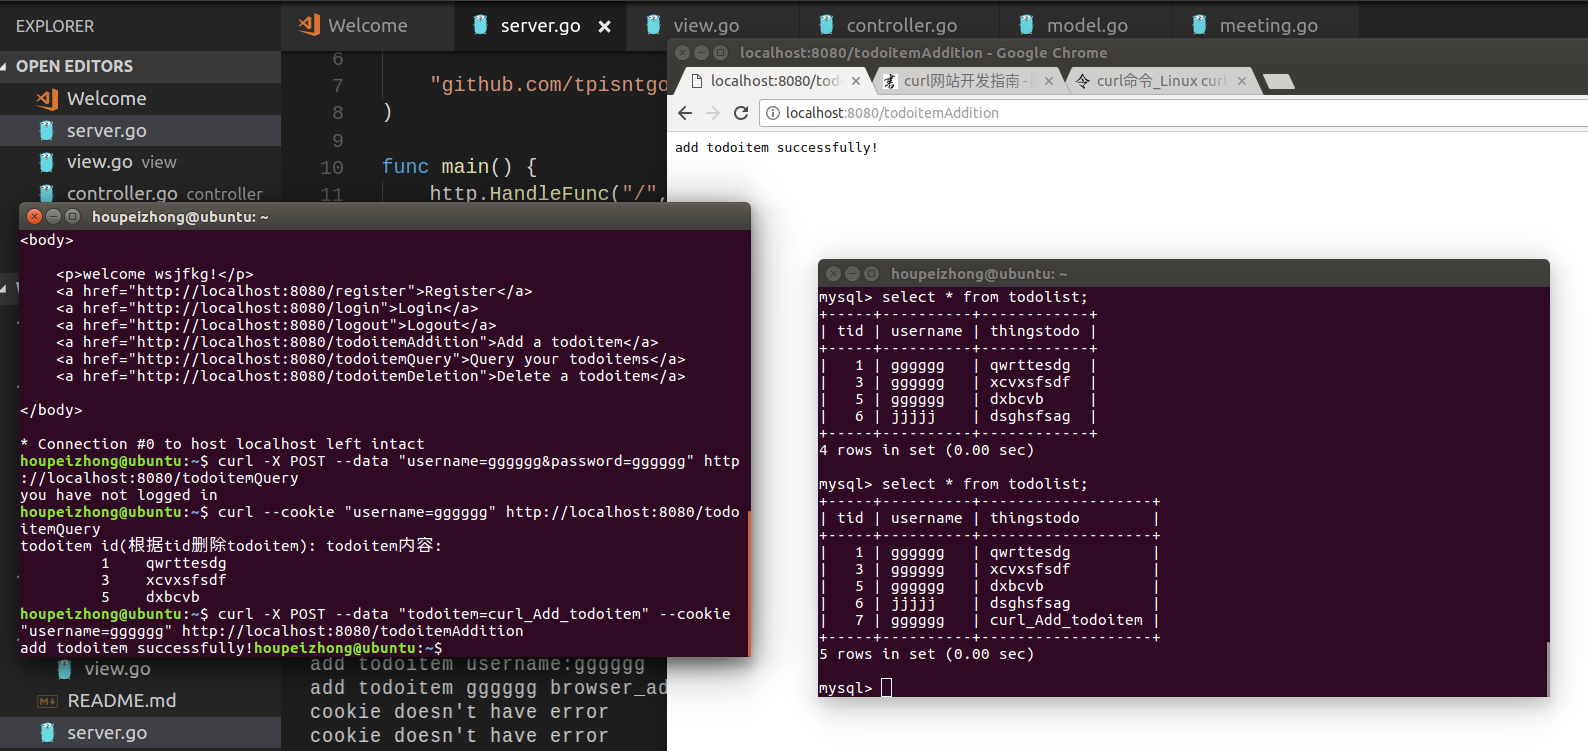 EXPLORER
OPEN EDITORS
Welcome
server.go
view.go view
controller.go controller
view.go
README.md
server.go
Welcome
server.go
view.go
controller.go
model.go
meeting.go
6
7 "github.com/tpisntgo
8 )
9
10 func main() {
11 http.HandleFunc("/",
localhost:8080/todoitemAddition - Google Chrome
localhost:8080/tod
curl网站开发指南 -
curl命令_Linux curl
localhost:8080/todoitemAddition
add todoitem successfully!
houpeizhong@ubuntu: ~
<body>
<p>welcome wsjfkg!</p>
<a href="http://localhost:8080/register">Register</a>
<a href="http://localhost:8080/login">Login</a>
<a href="http://localhost:8080/logout">Logout</a>
<a href="http://localhost:8080/todoitemAddition">Add a todoitem</a>
<a href="http://localhost:8080/todoitemQuery">Query your todoitems</a>
<a href="http://localhost:8080/todoitemDeletion">Delete a todoitem</a>
</body>
* Connection #0 to host localhost left intact
houpeizhong@ubuntu:~$ curl -X POST --data "username=gggggg&password=gggggg" http
://localhost:8080/todoitemQuery
you have not logged in
houpeizhong@ubuntu:~$ curl --cookie "username=gggggg" http://localhost:8080/todo
itemQuery
todoitem id(根据tid删除todoitem): todoitem内容:
1 qwrttesdg
3 xcvxsfsdf
5 dxbcvb
houpeizhong@ubuntu:~$ curl -X POST --data "todoitem=curl_Add_todoitem" --cookie
"username=gggggg" http://localhost:8080/todoitemAddition
add todoitem successfully!houpeizhong@ubuntu:~$
add todoitem username:gggggg
add todoitem gggggg browser_ad
cookie doesn't have error
cookie doesn't have error
houpeizhong@ubuntu: ~
mysql> select * from todolist;
+-----+----------+------------+
| tid | username | thingstodo |
+-----+----------+------------+
| 1 | gggggg | qwrttesdg |
| 3 | gggggg | xcvxsfsdf |
| 5 | gggggg | dxbcvb |
| 6 | jjjjj | dsghsfsag |
+-----+----------+------------+
4 rows in set (0.00 sec)
mysql> select * from todolist;
+-----+----------+-------------------+
| tid | username | thingstodo |
+-----+----------+-------------------+
| 1 | gggggg | qwrttesdg |
| 3 | gggggg | xcvxsfsdf |
| 5 | gggggg | dxbcvb |
| 6 | jjjjj | dsghsfsag |
| 7 | gggggg | curl_Add_todoitem |
+-----+----------+-------------------+
5 rows in set (0.00 sec)
mysql>